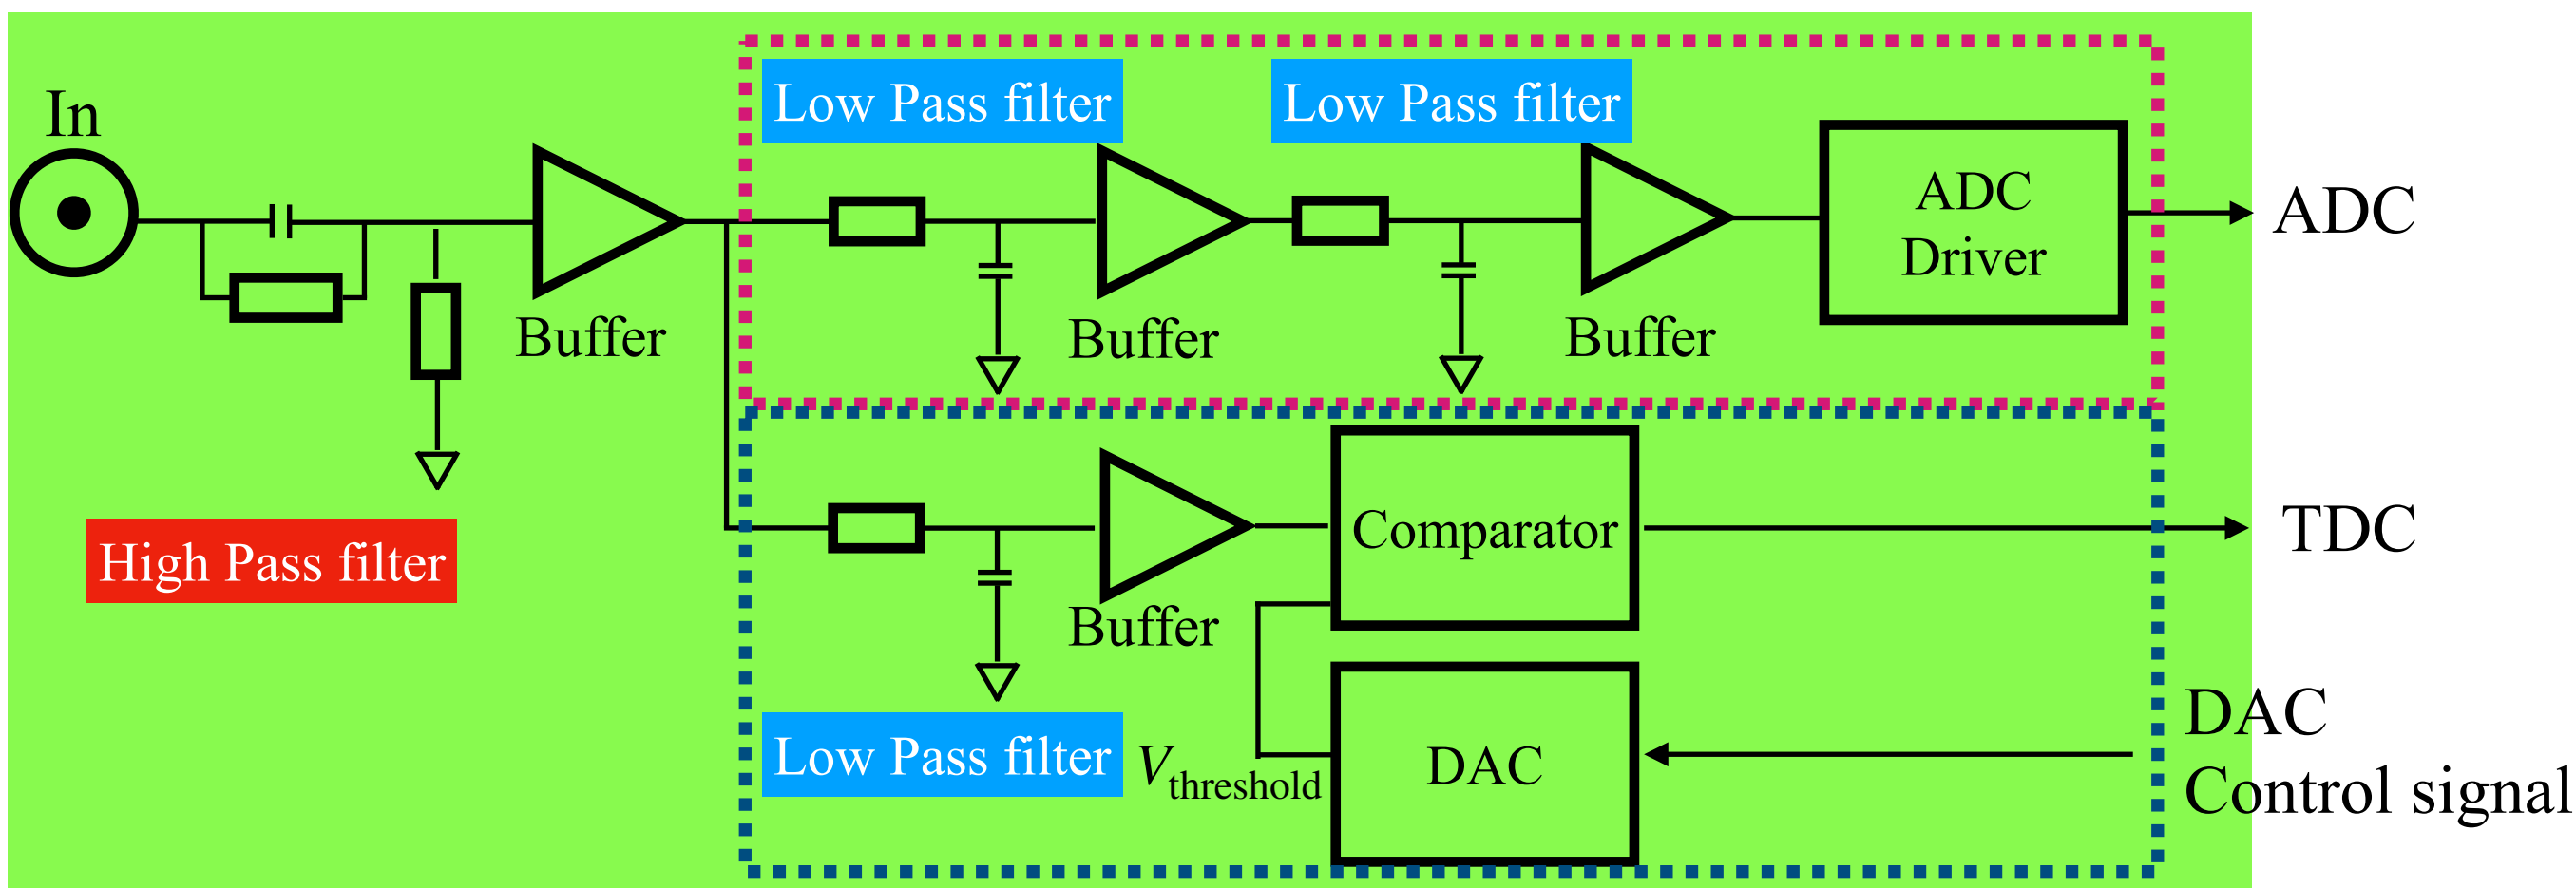 In
Low Pass filter
Low Pass filter
ADC
Driver
ADC
Buffer
Buffer
Buffer
High Pass filter
Comparator
TDC
Buffer
Low Pass filter
Vthreshold
DAC
DAC
Control signal